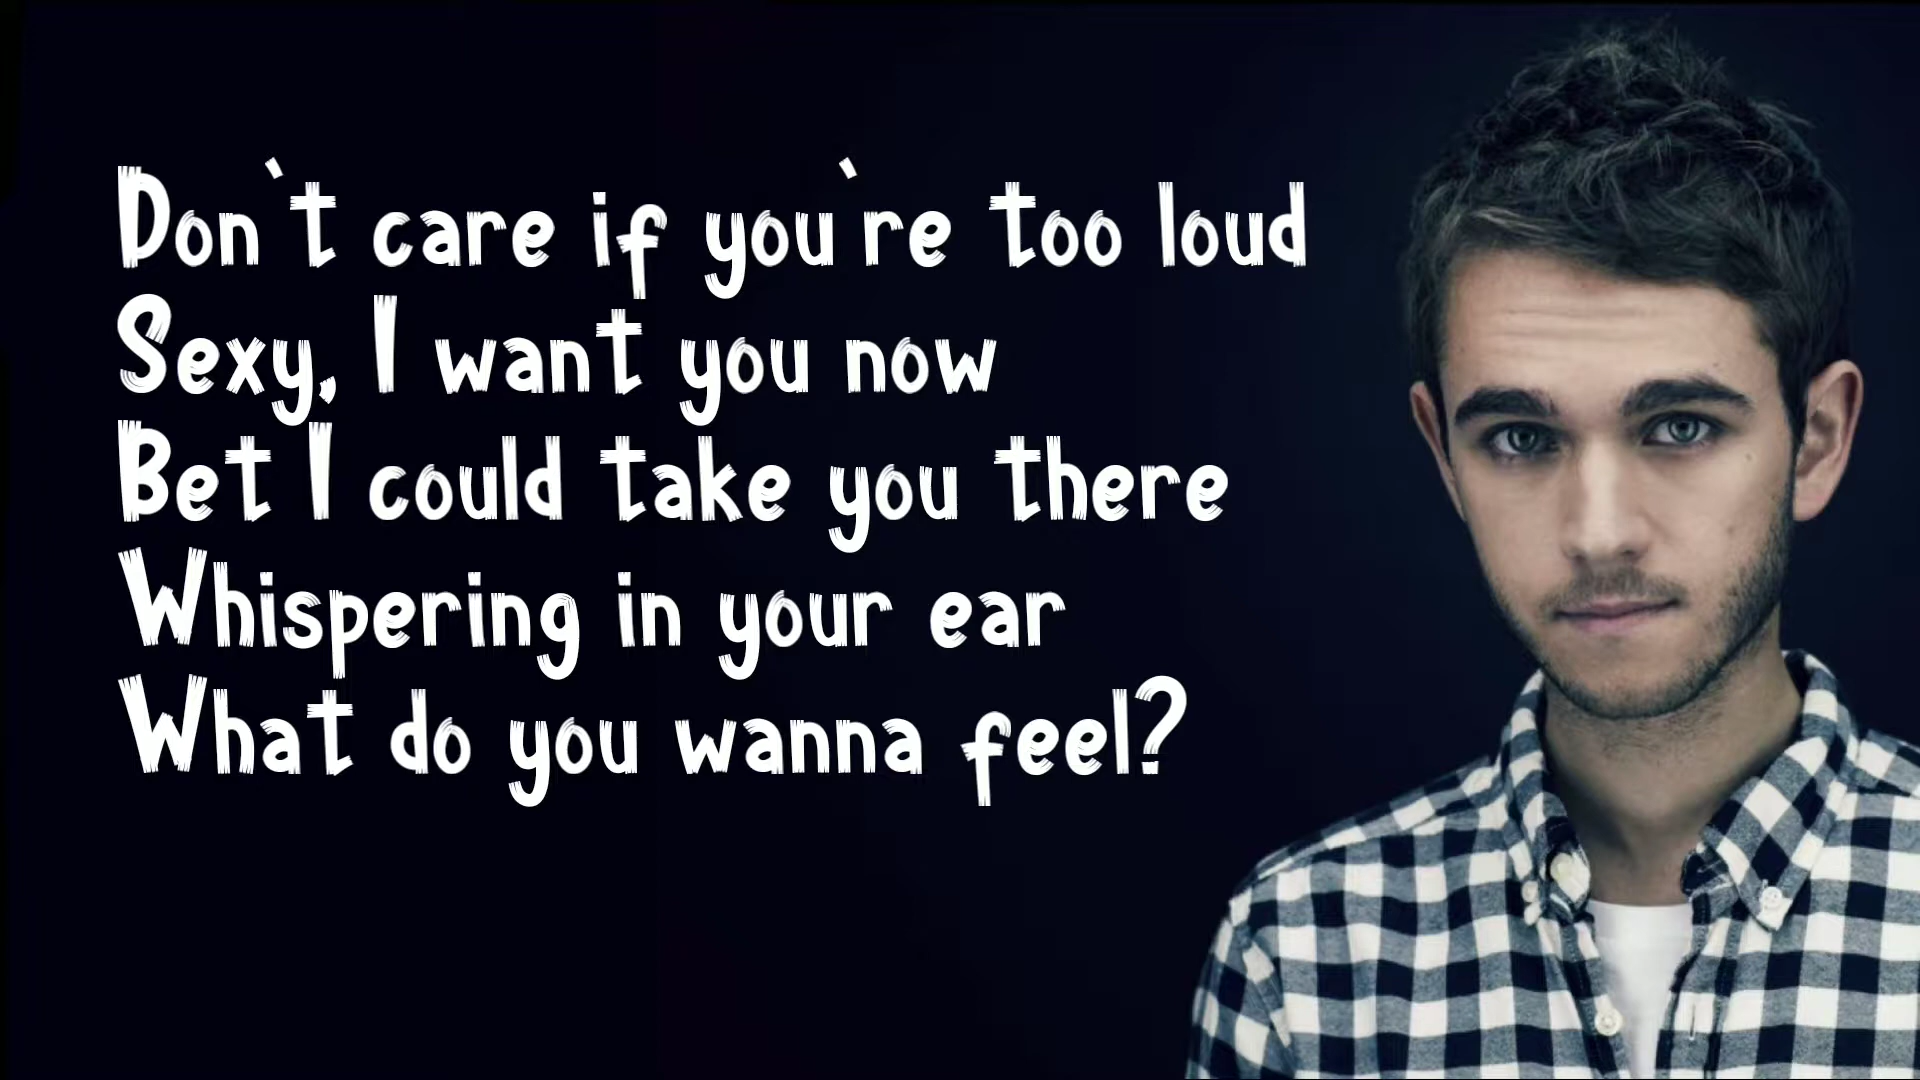 Don`t care if you`re too loud
Sexy, I want you now
Bet I could take you there
Whispering in your ear
What do you wanna feel?